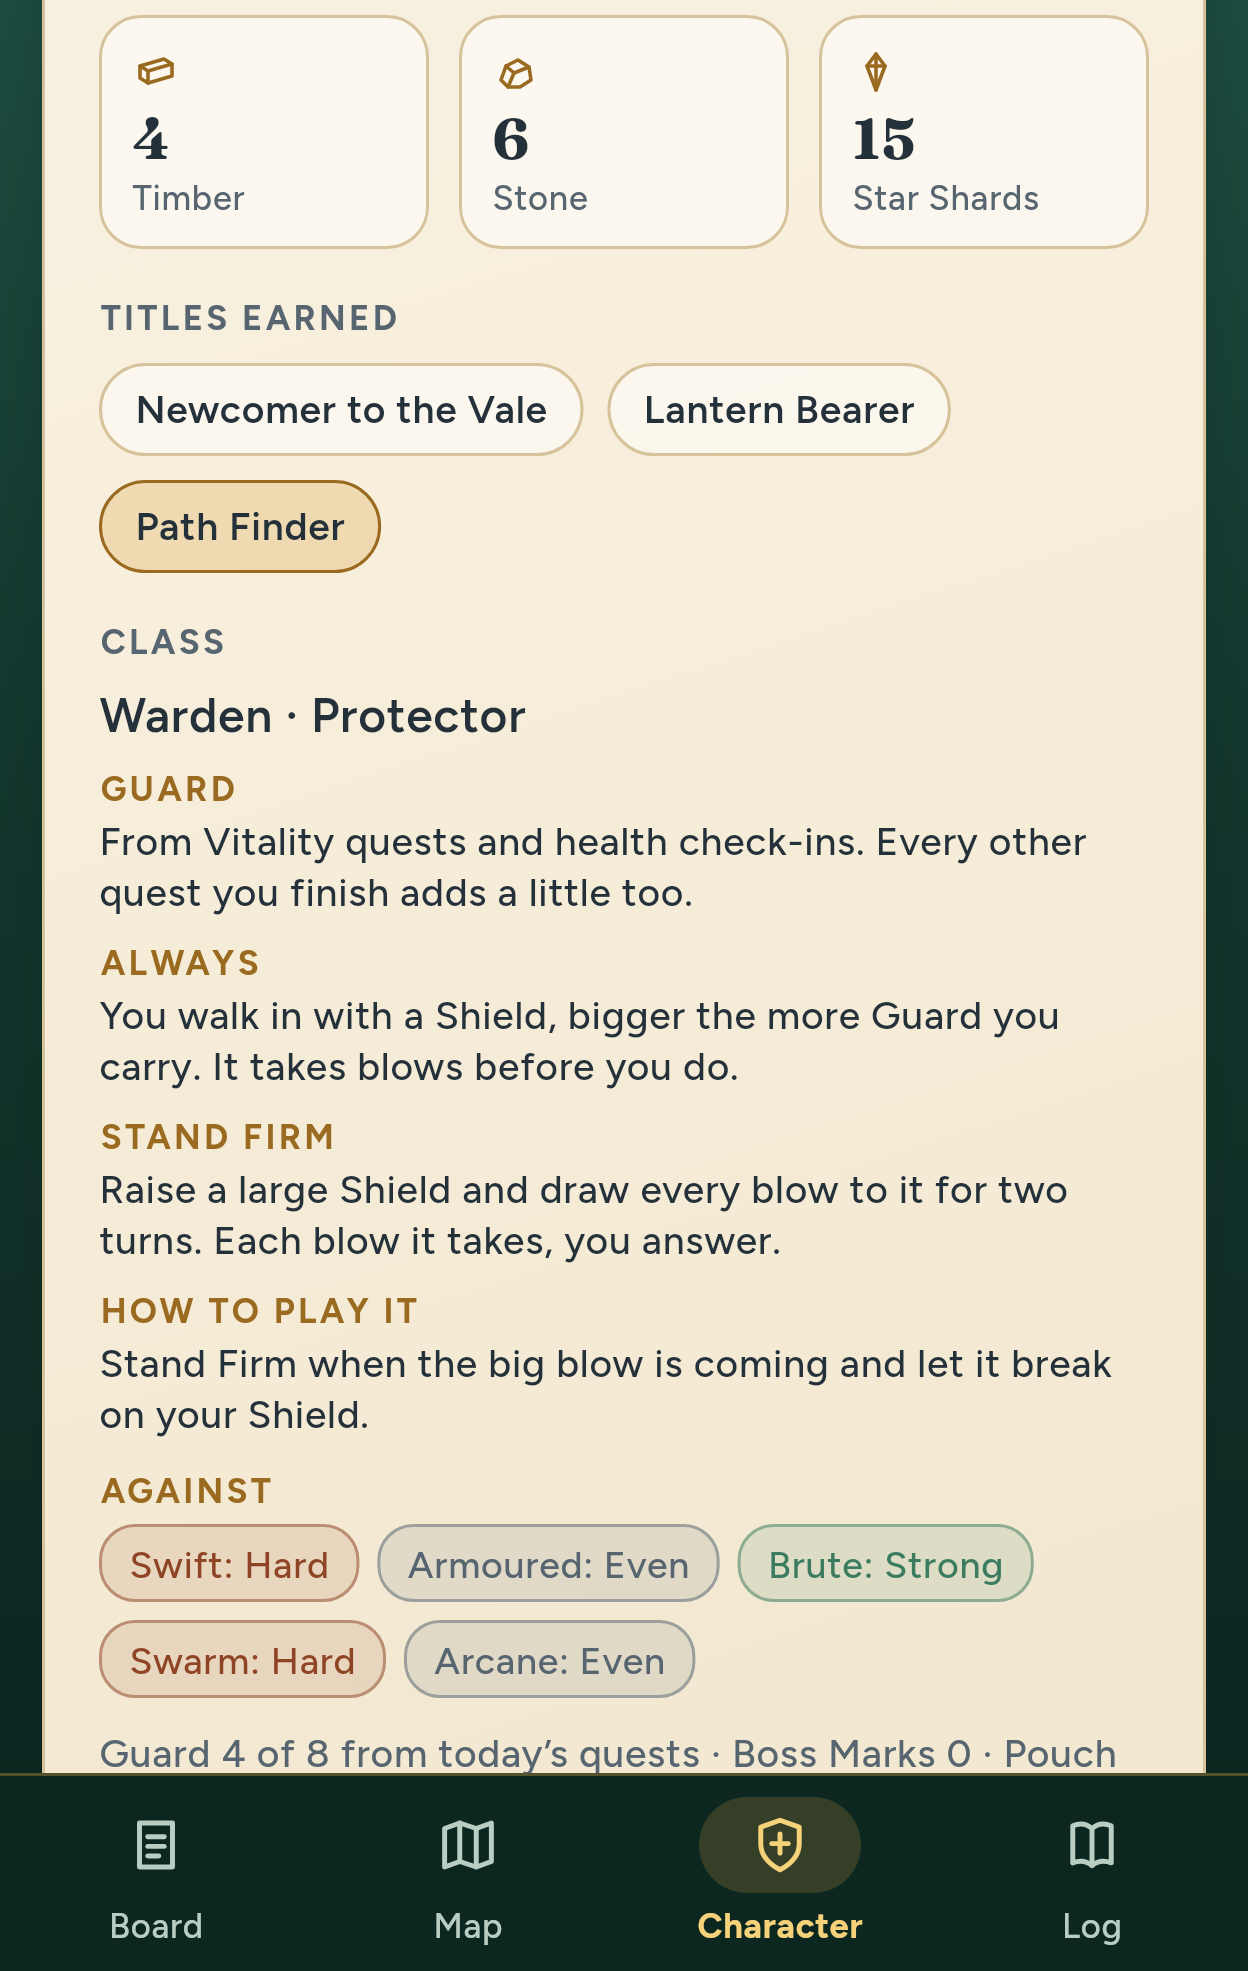 4
Timber
6
Stone
15
Star Shards
TITLES EARNED
Newcomer to the Vale
Lantern Bearer
Path Finder
CLASS
Warden · Protector
GUARD
From Vitality quests and health check-ins. Every other
quest you finish adds a little too.
ALWAYS
You walk in with a Shield, bigger the more Guard you
carry. It takes blows before you do.
STAND FIRM
Raise a large Shield and draw every blow to it for two
turns. Each blow it takes, you answer.
HOW TO PLAY IT
Stand Firm when the big blow is coming and let it break
on your Shield.
AGAINST
Swift: Hard
Armoured: Even
Brute: Strong
Swarm: Hard
Arcane: Even
Guard 4 of 8 from today’s quests · Boss Marks 0 · Pouch
Board
Map
Character
Log